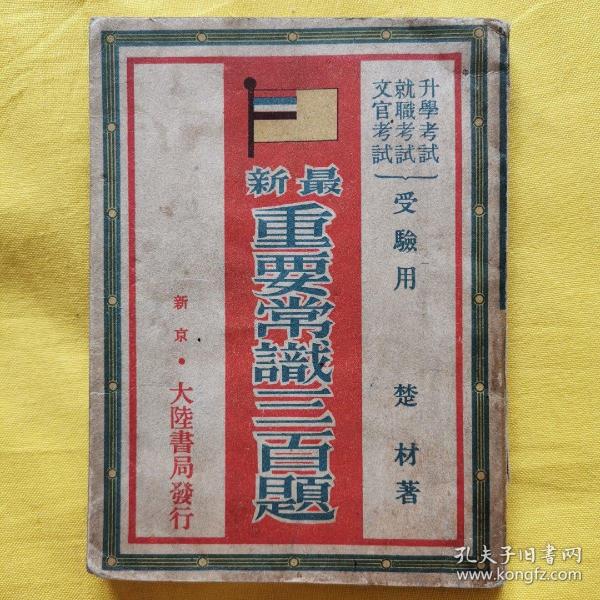 升學考試
就職考試
文官考試
受驗用
楚材著
最新
重要常識三百題
新京・大陸書局發行
孔夫子旧书网
www.kongfz.com